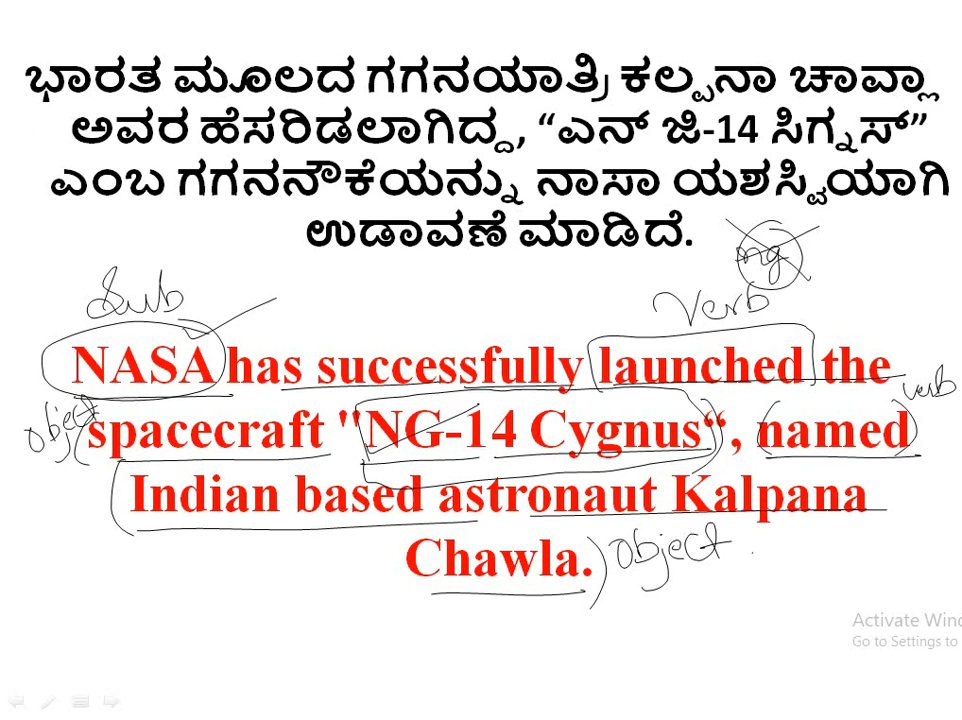 ಭಾರತ ಮೂಲದ ಗಗನಯಾತ್ರಿ ಕಲ್ಪನಾ ಚಾವ್ಲಾ
ಅವರ ಹೆಸರಿಡಲಾಗಿದ್ದ, “ಎನ್ ಜಿ-14 ಸಿಗ್ನಸ್”
ಎಂಬ ಗಗನನೌಕೆಯನ್ನು ನಾಸಾ ಯಶಸ್ವಿಯಾಗಿ
ಉಡಾವಣೆ ಮಾಡಿದೆ.
ng
Sub Verb
NASA has successfully launched the
verb
object spacecraft "NG-14 Cygnus“, named
Indian based astronaut Kalpana
Chawla. object
Activate Wind
Go to Settings to